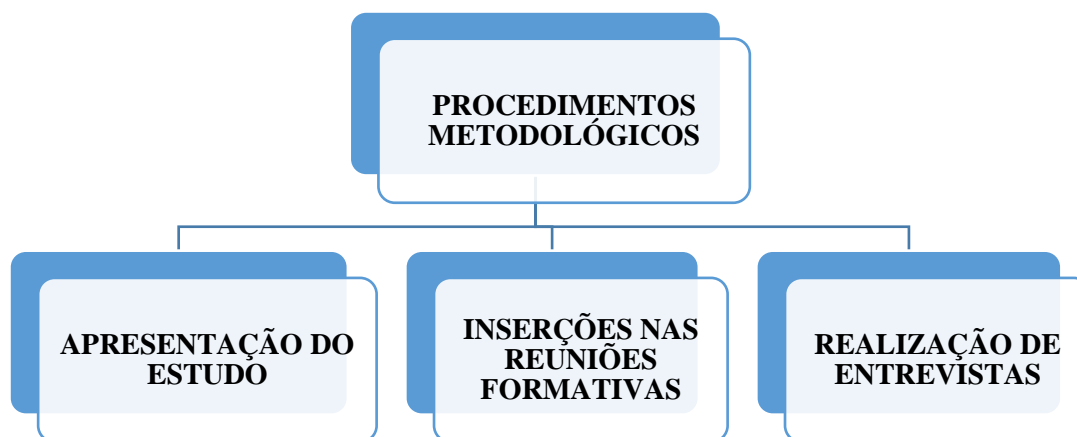 PROCEDIMENTOS
METODOLÓGICOS
APRESENTAÇÃO DO
ESTUDO
INSERÇÕES NAS
REUNIÕES
FORMATIVAS
REALIZAÇÃO DE
ENTREVISTAS